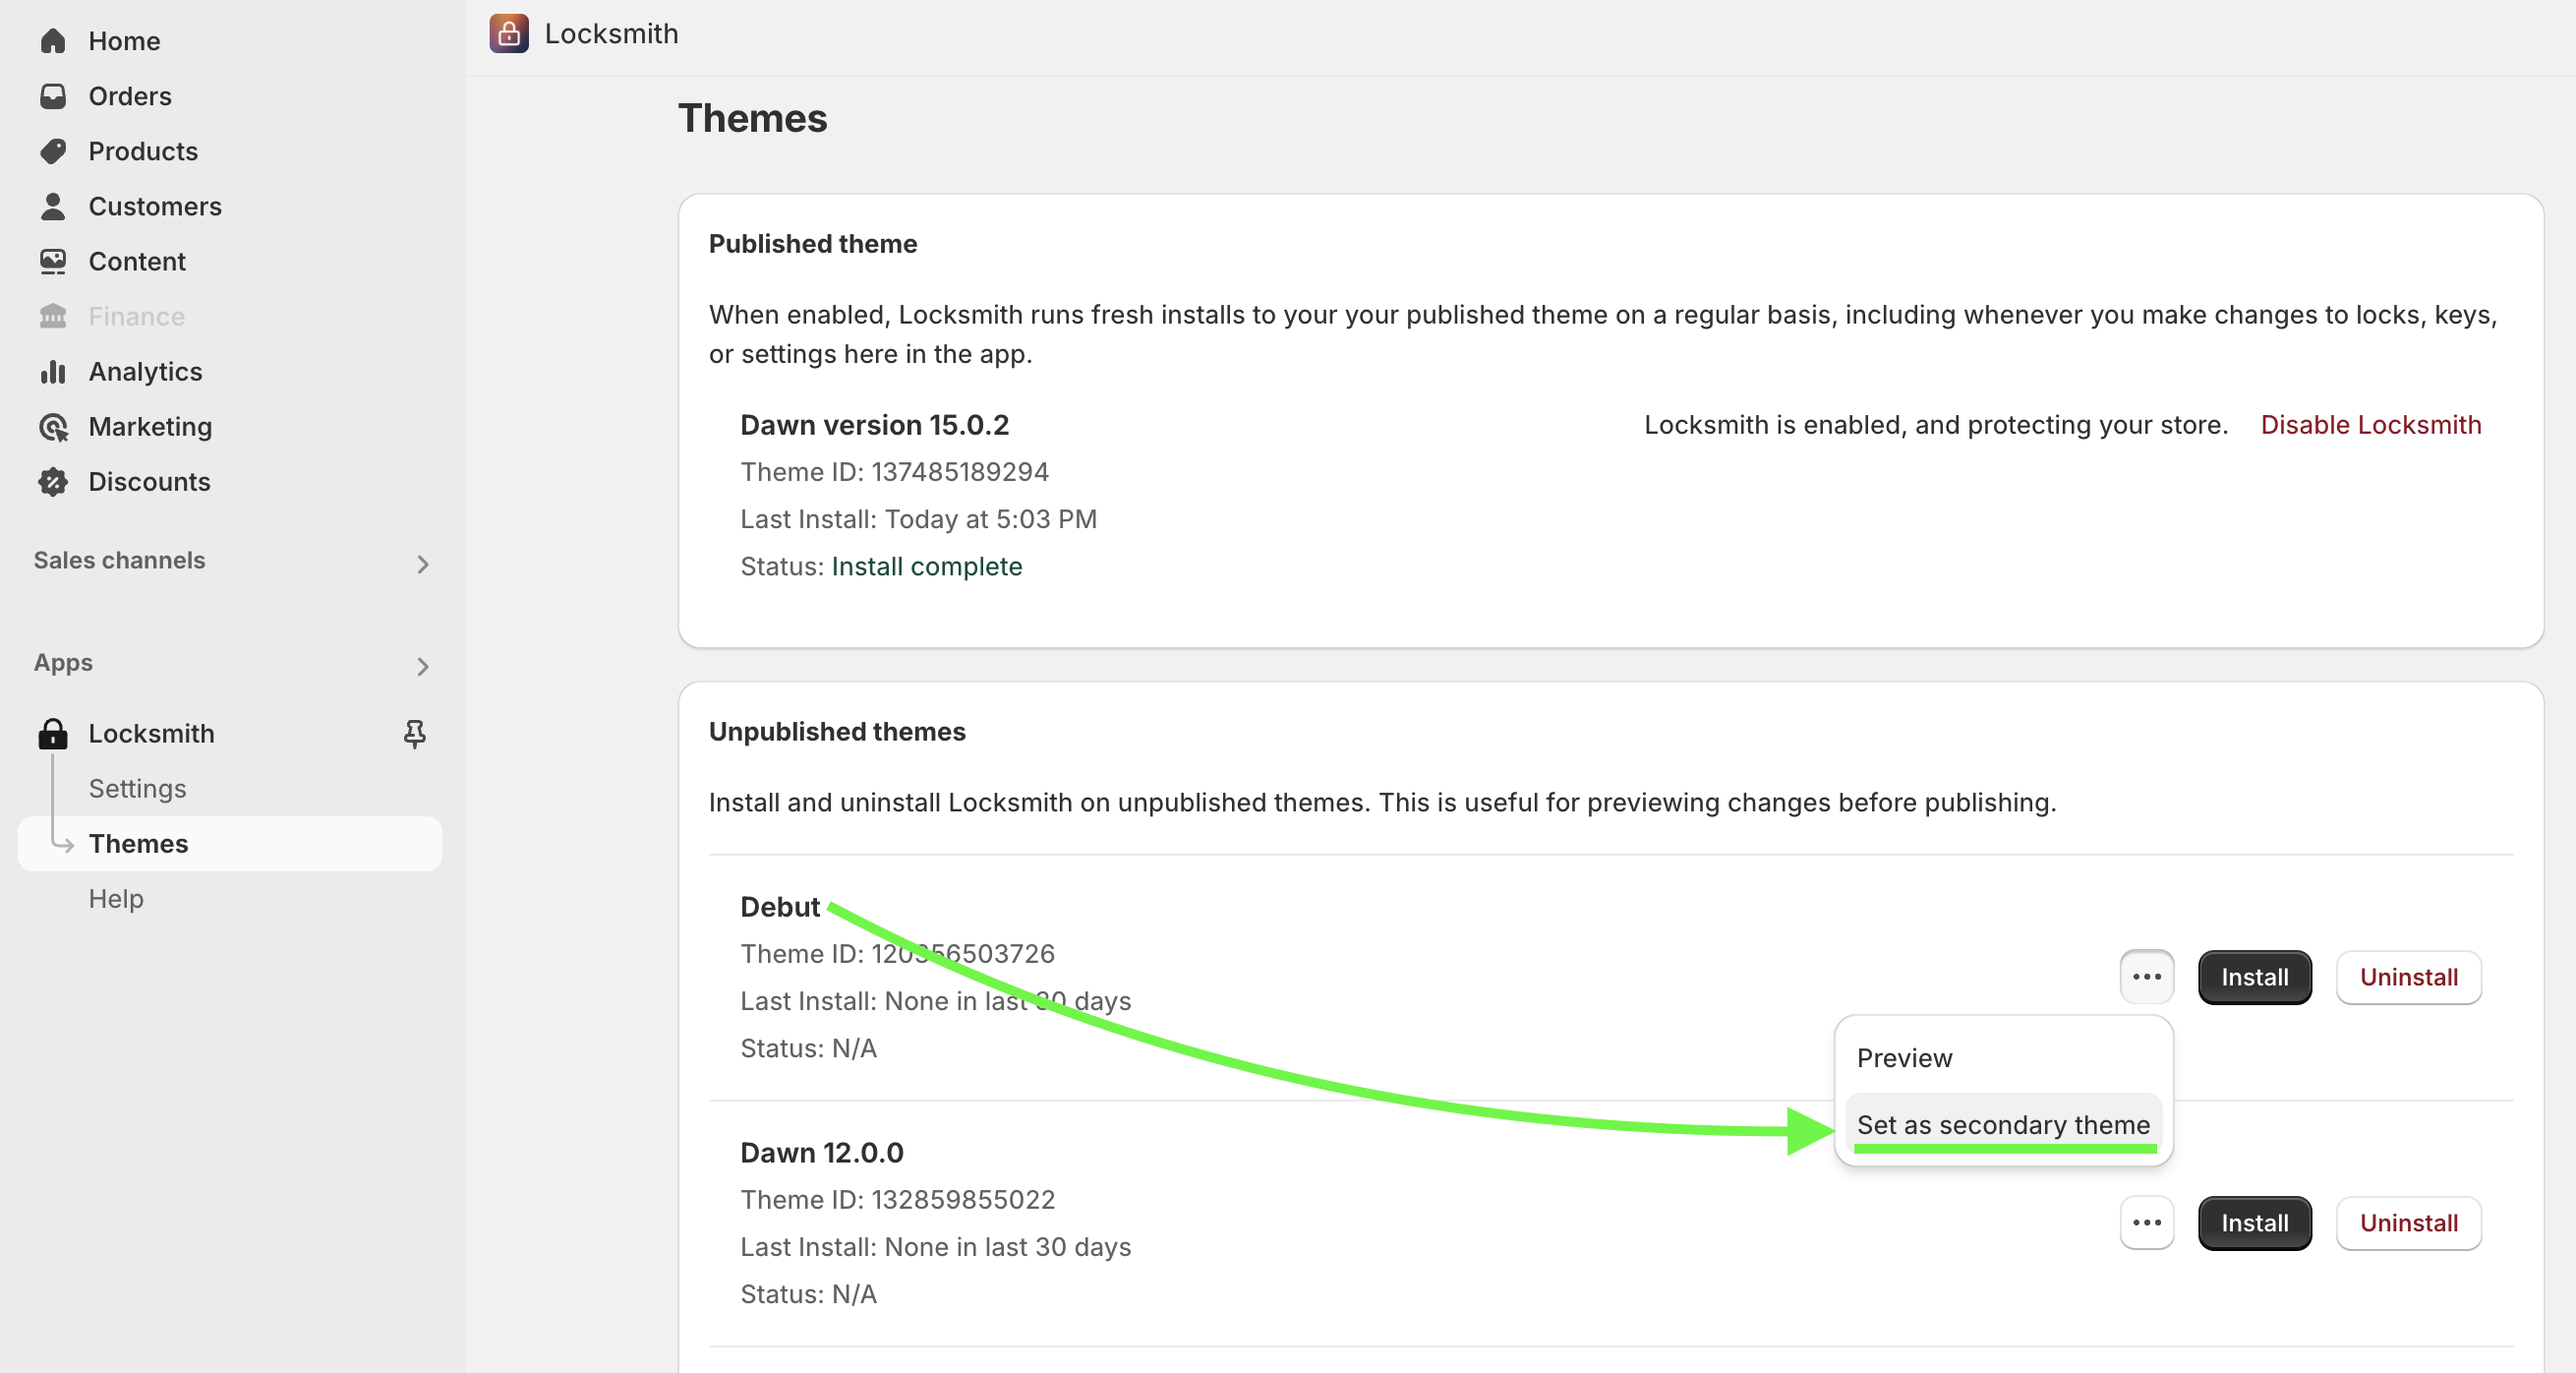 Home
Orders
Products
Customers
Content
Finance
Analytics
Marketing
Discounts
Sales channels
Apps
Locksmith
Settings
Themes
Help
Locksmith
Themes
Published theme
When enabled, Locksmith runs fresh installs to your your published theme on a regular basis, including whenever you make changes to locks, keys,
or settings here in the app.
Dawn version 15.0.2
Locksmith is enabled, and protecting your store. Disable Locksmith
Theme ID: 137485189294
Last Install: Today at 5:03 PM
Status: Install complete
Unpublished themes
Install and uninstall Locksmith on unpublished themes. This is useful for previewing changes before publishing.
Debut
Theme ID: 120356503726
Last Install: None in last 30 days
Status: N/A
Install
Uninstall
Preview
Set as secondary theme
Dawn 12.0.0
Theme ID: 132859855022
Last Install: None in last 30 days
Status: N/A
Install
Uninstall